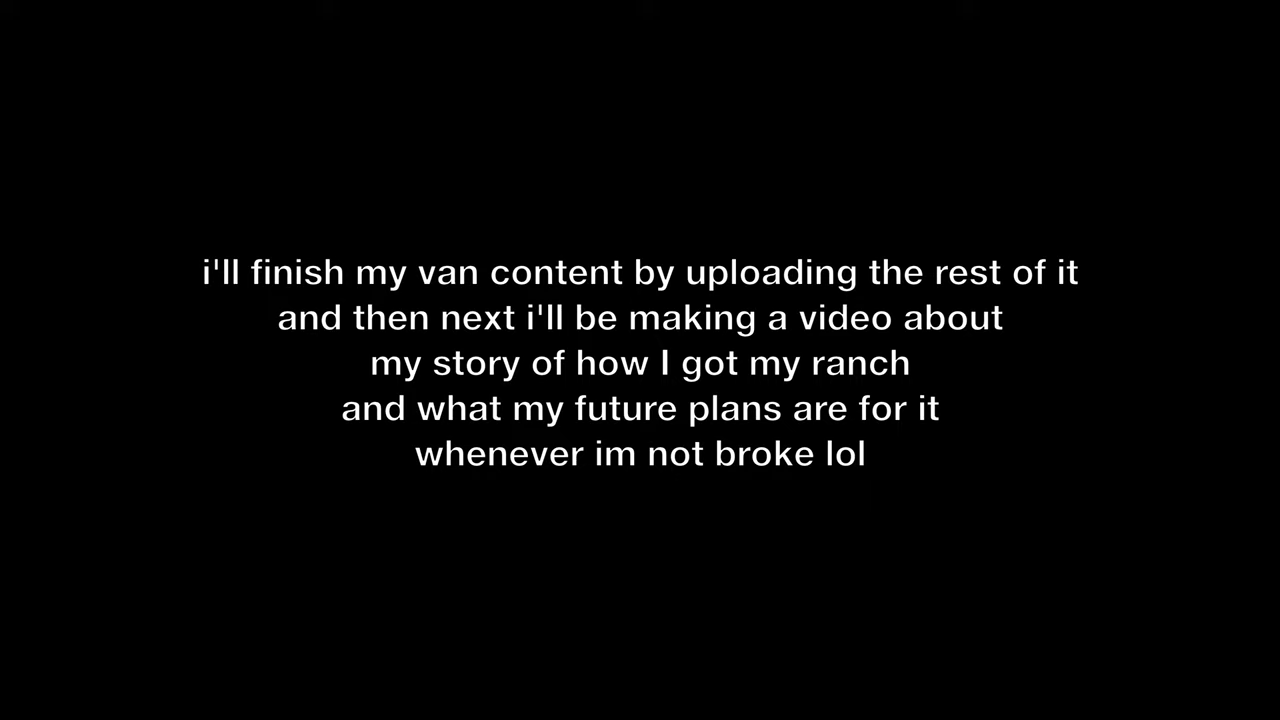 i'll finish my van content by uploading the rest of it
and then next i'll be making a video about
my story of how I got my ranch
and what my future plans are for it
whenever im not broke lol